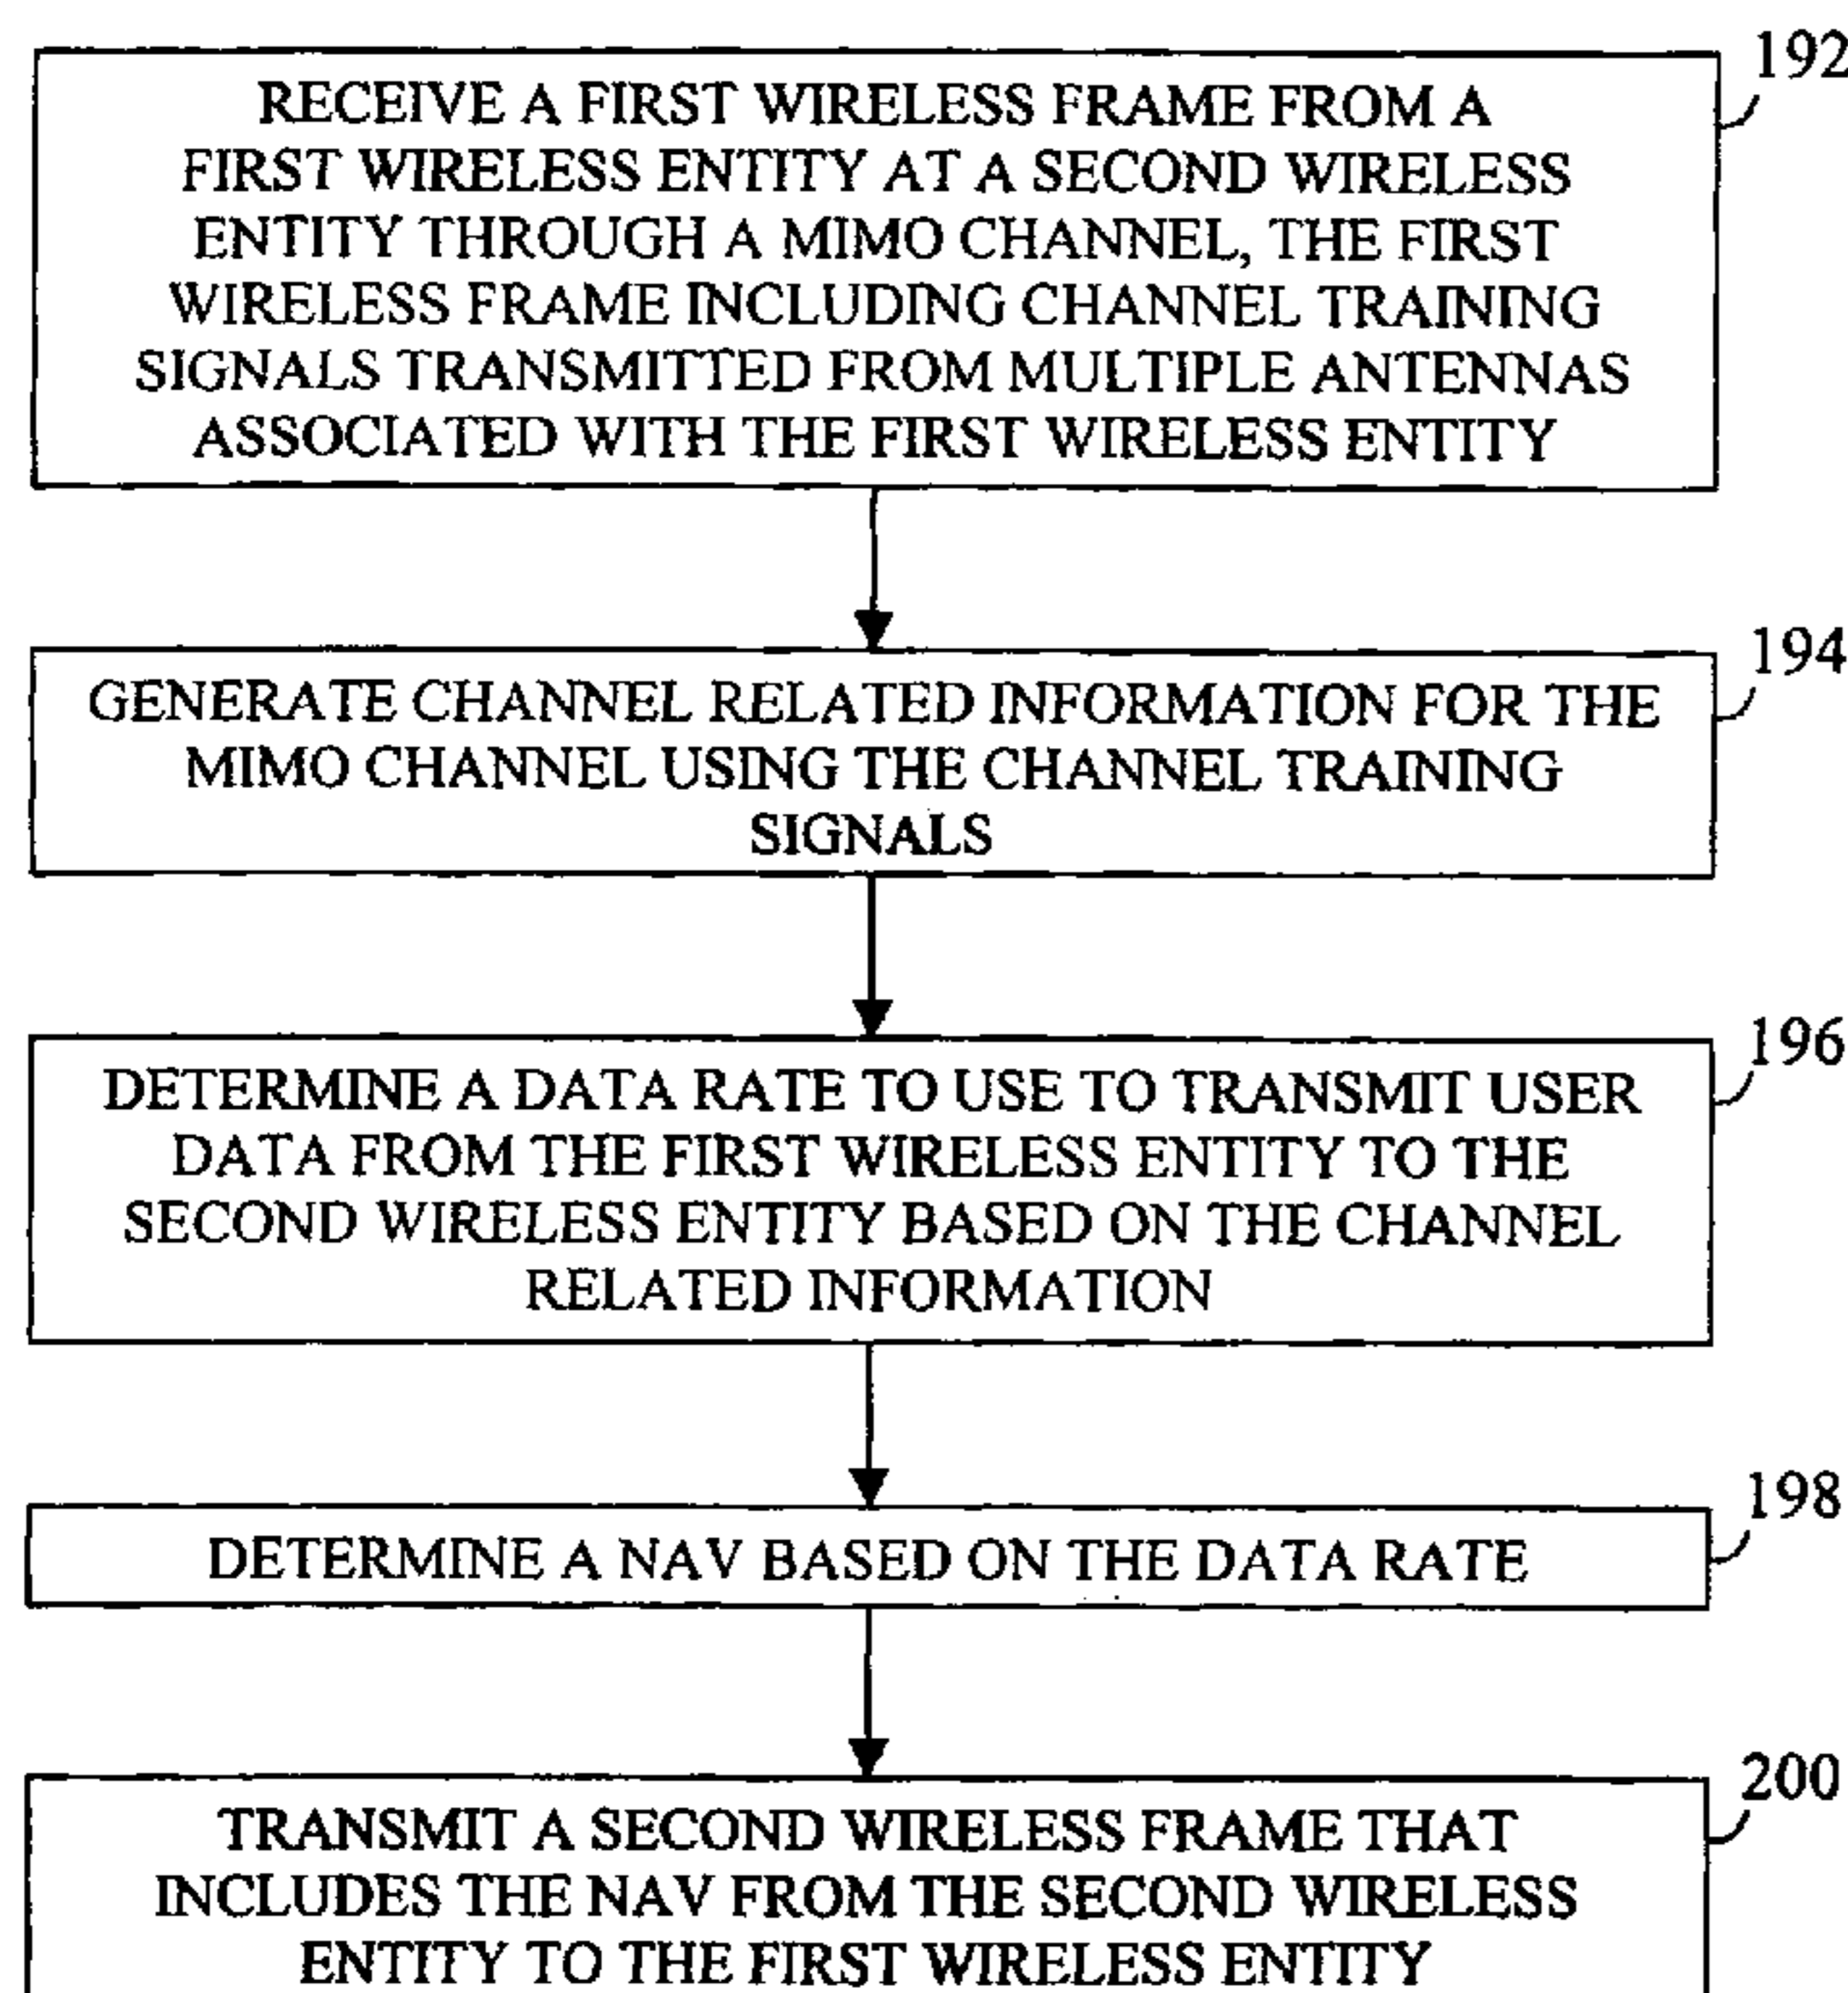 192
RECEIVE A FIRST WIRELESS FRAME FROM A
FIRST WIRELESS ENTITY AT A SECOND WIRELESS
ENTITY THROUGH A MIMO CHANNEL, THE FIRST
WIRELESS FRAME INCLUDING CHANNEL TRAINING
SIGNALS TRANSMITTED FROM MULTIPLE ANTENNAS
ASSOCIATED WITH THE FIRST WIRELESS ENTITY
194
GENERATE CHANNEL RELATED INFORMATION FOR THE
MIMO CHANNEL USING THE CHANNEL TRAINING
SIGNALS
196
DETERMINE A DATA RATE TO USE TO TRANSMIT USER
DATA FROM THE FIRST WIRELESS ENTITY TO THE
SECOND WIRELESS ENTITY BASED ON THE CHANNEL
RELATED INFORMATION
198
DETERMINE A NAV BASED ON THE DATA RATE
200
TRANSMIT A SECOND WIRELESS FRAME THAT
INCLUDES THE NAV FROM THE SECOND WIRELESS
ENTITY TO THE FIRST WIRELESS ENTITY